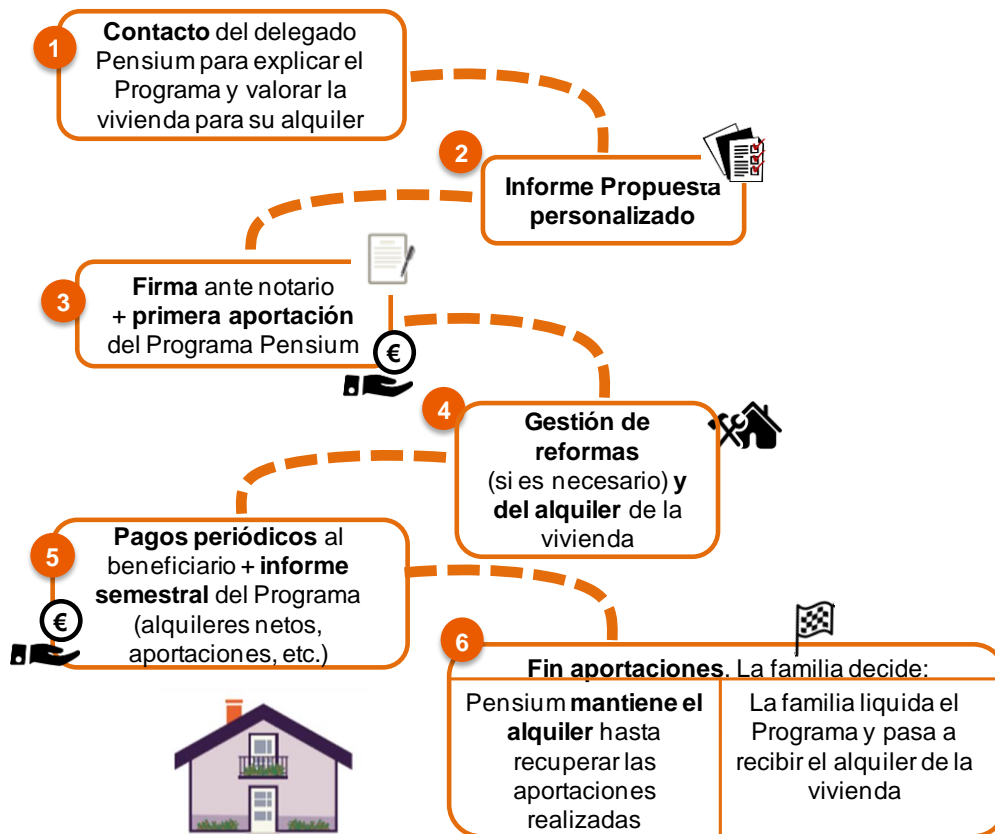 1
Contacto del delegado
Pensium para explicar el
Programa y valorar la
vivienda para su alquiler
2
Informe Propuesta
personalizado
3
Firma ante notario
+ primera aportación
del Programa Pensium
€
4
Gestión de
reformas
(si es necesario) y
del alquiler de la
vivienda
5
Pagos periódicos al
beneficiario + informe
semestral del Programa
(alquileres netos,
aportaciones, etc.)
€
6
Fin aportaciones. La familia decide:
Pensium mantiene el
alquiler hasta
recuperar las
aportaciones
realizadas
La familia liquida el
Programa y pasa a
recibir el alquiler de la
vivienda